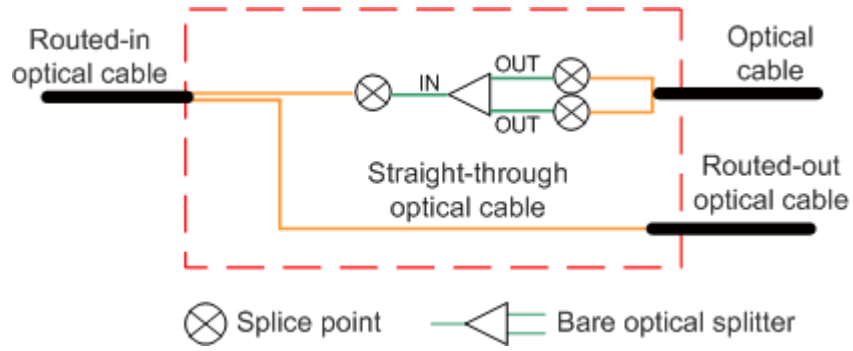 Routed-in
optical cable
OUT
IN
OUT
Optical
cable
Straight-through
optical cable
Routed-out
optical cable
Splice point
Bare optical splitter